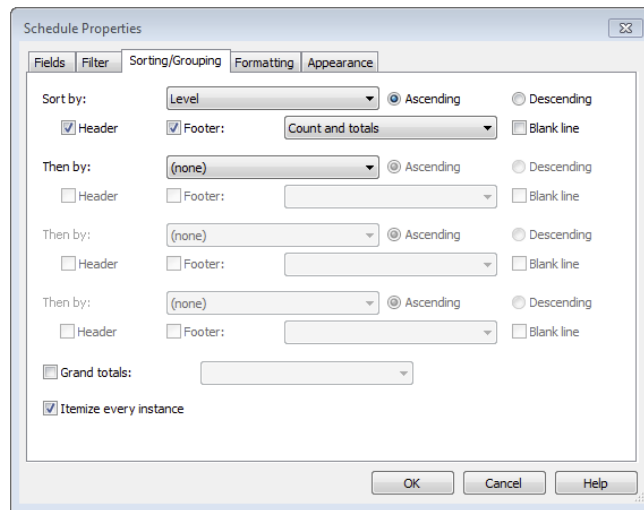 Schedule Properties
Fields Filter Sorting/Grouping Formatting Appearance
Sort by: Level Ascending Descending
Header Footer: Count and totals Blank line
Then by: (none) Ascending Descending
Header Footer: Blank line
Then by: (none) Ascending Descending
Header Footer: Blank line
Then by: (none) Ascending Descending
Header Footer: Blank line
Grand totals:
Itemize every instance
OK Cancel Help